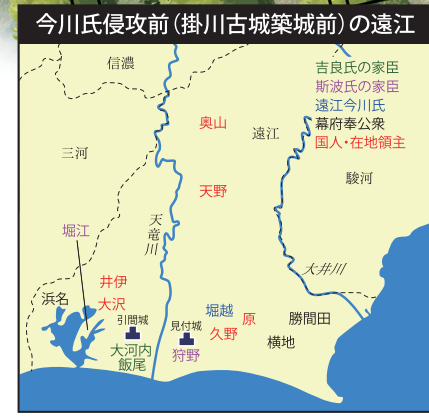 今川氏侵攻前（掛川古城築城前）の遠江
信濃
吉良氏の家臣
斯波氏の家臣
遠江今川氏
幕府奉公衆
国人・在地領主
奥山
遠江
三河
駿河
天野
天竜川
堀江
大井川
井伊
浜名
大沢
引間城
見付城
堀越
原
勝間田
久野
横地
大河内
飯尾
狩野